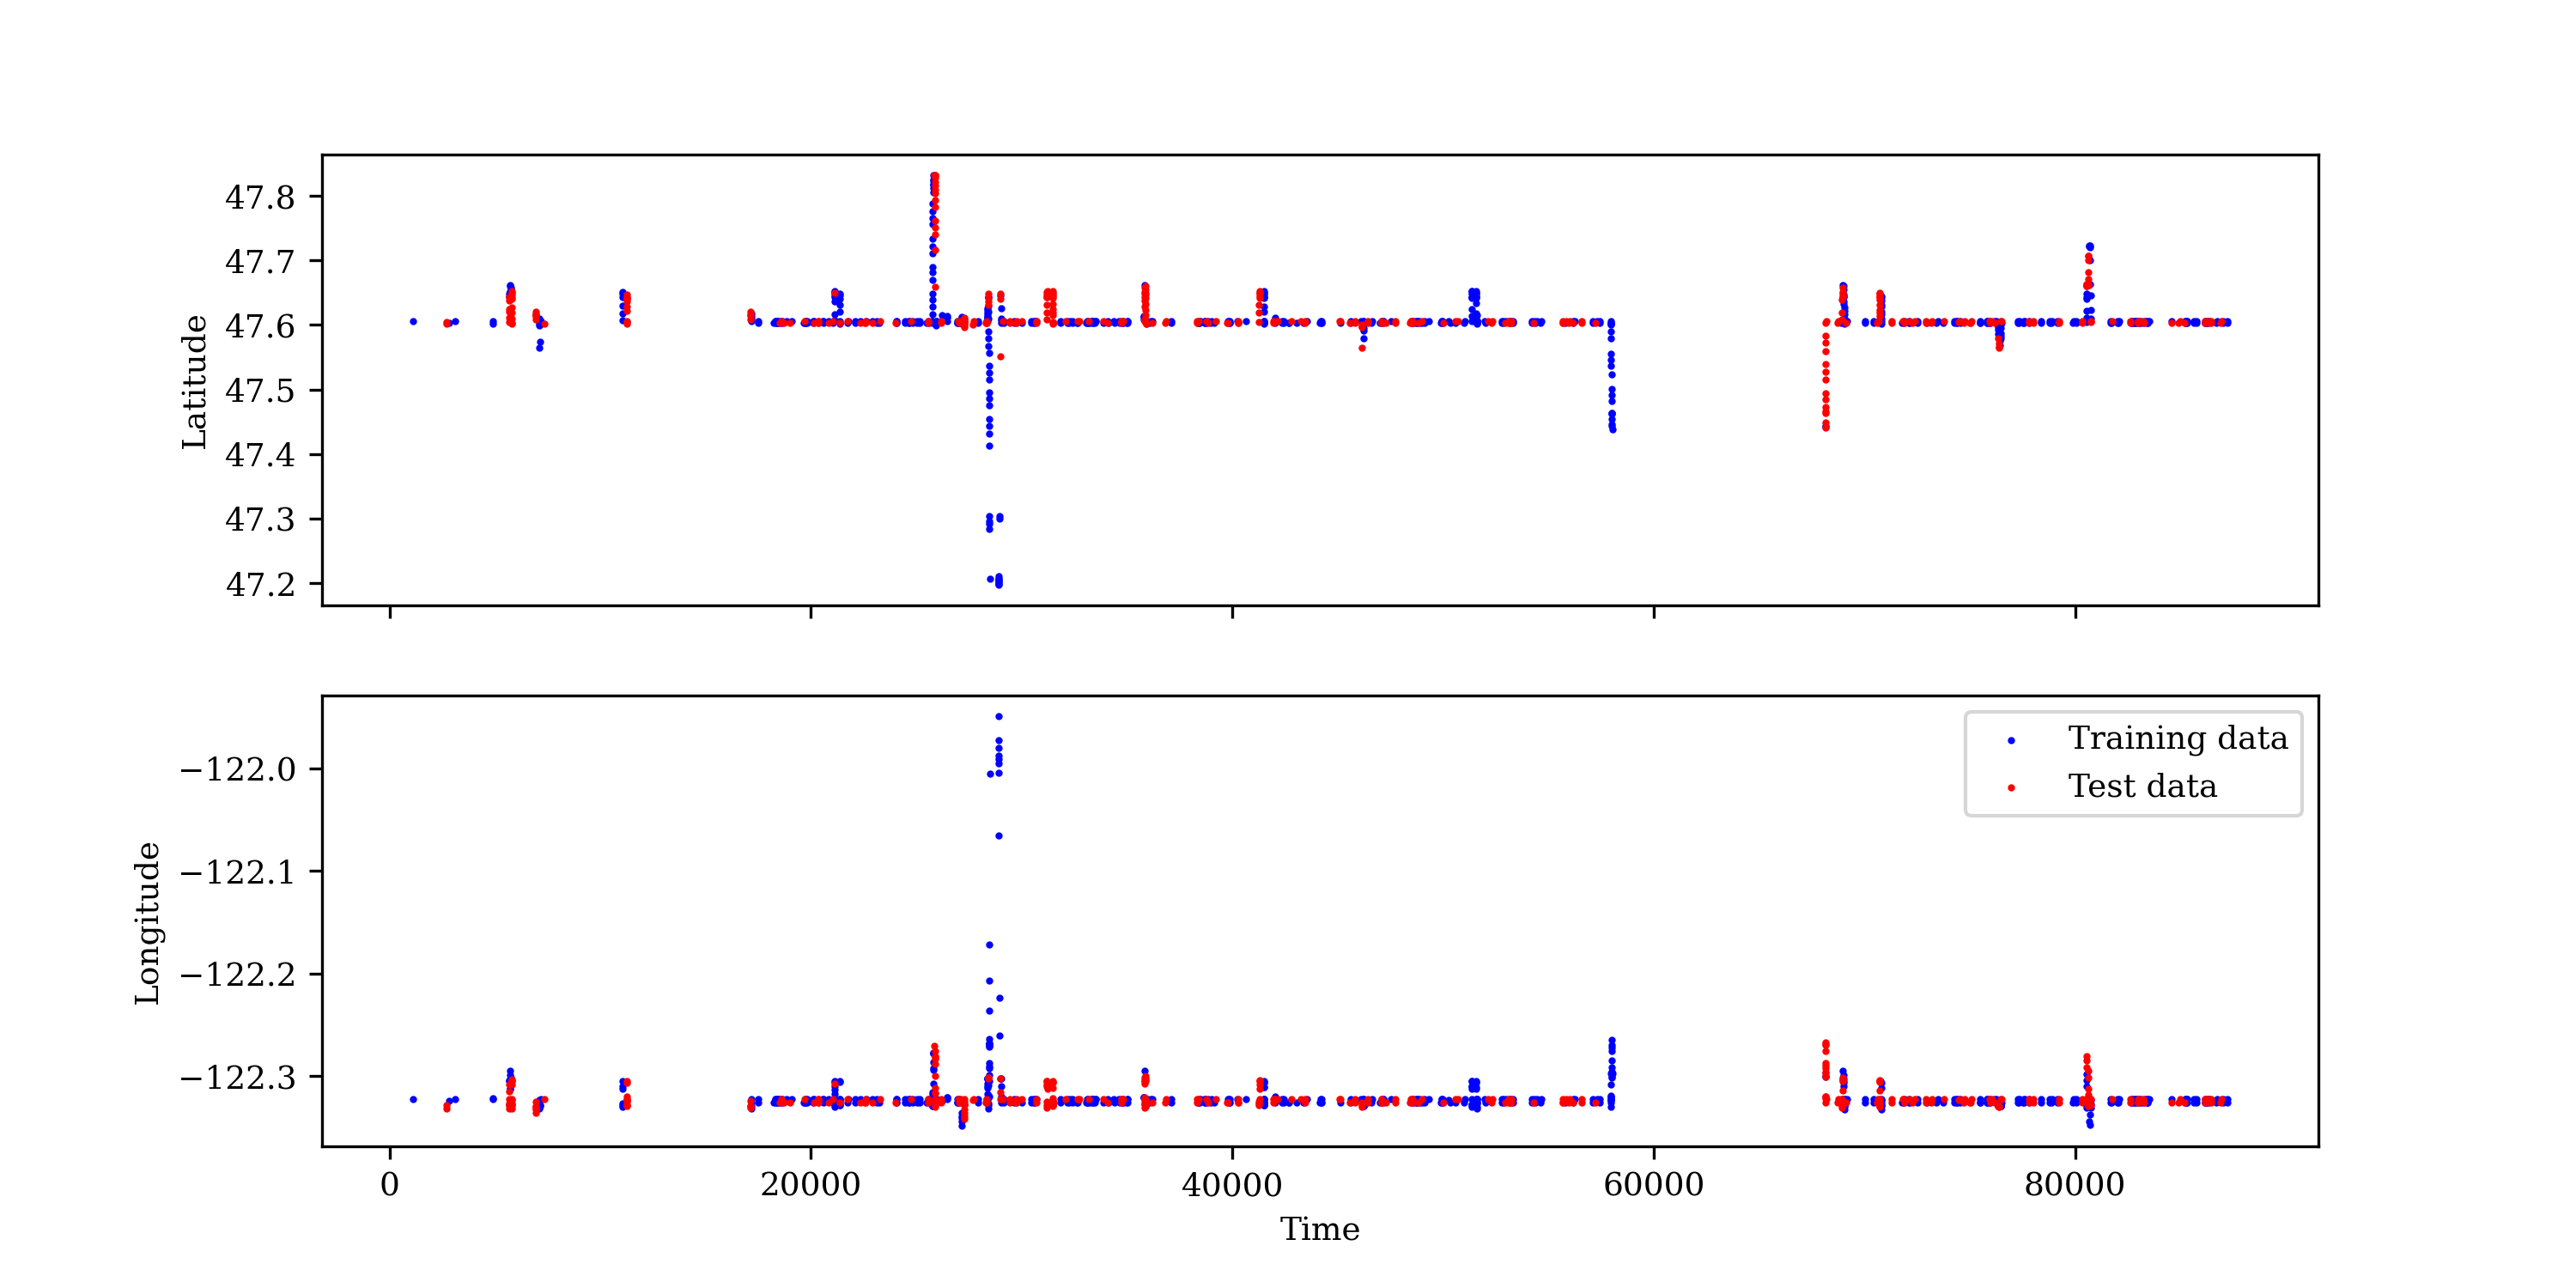 47.8
47.7
47.6
47.5
47.4
47.3
47.2
Latitude
−122.0
−122.1
−122.2
−122.3
Longitude
Training data
Test data
0 20000 40000 60000 80000
Time